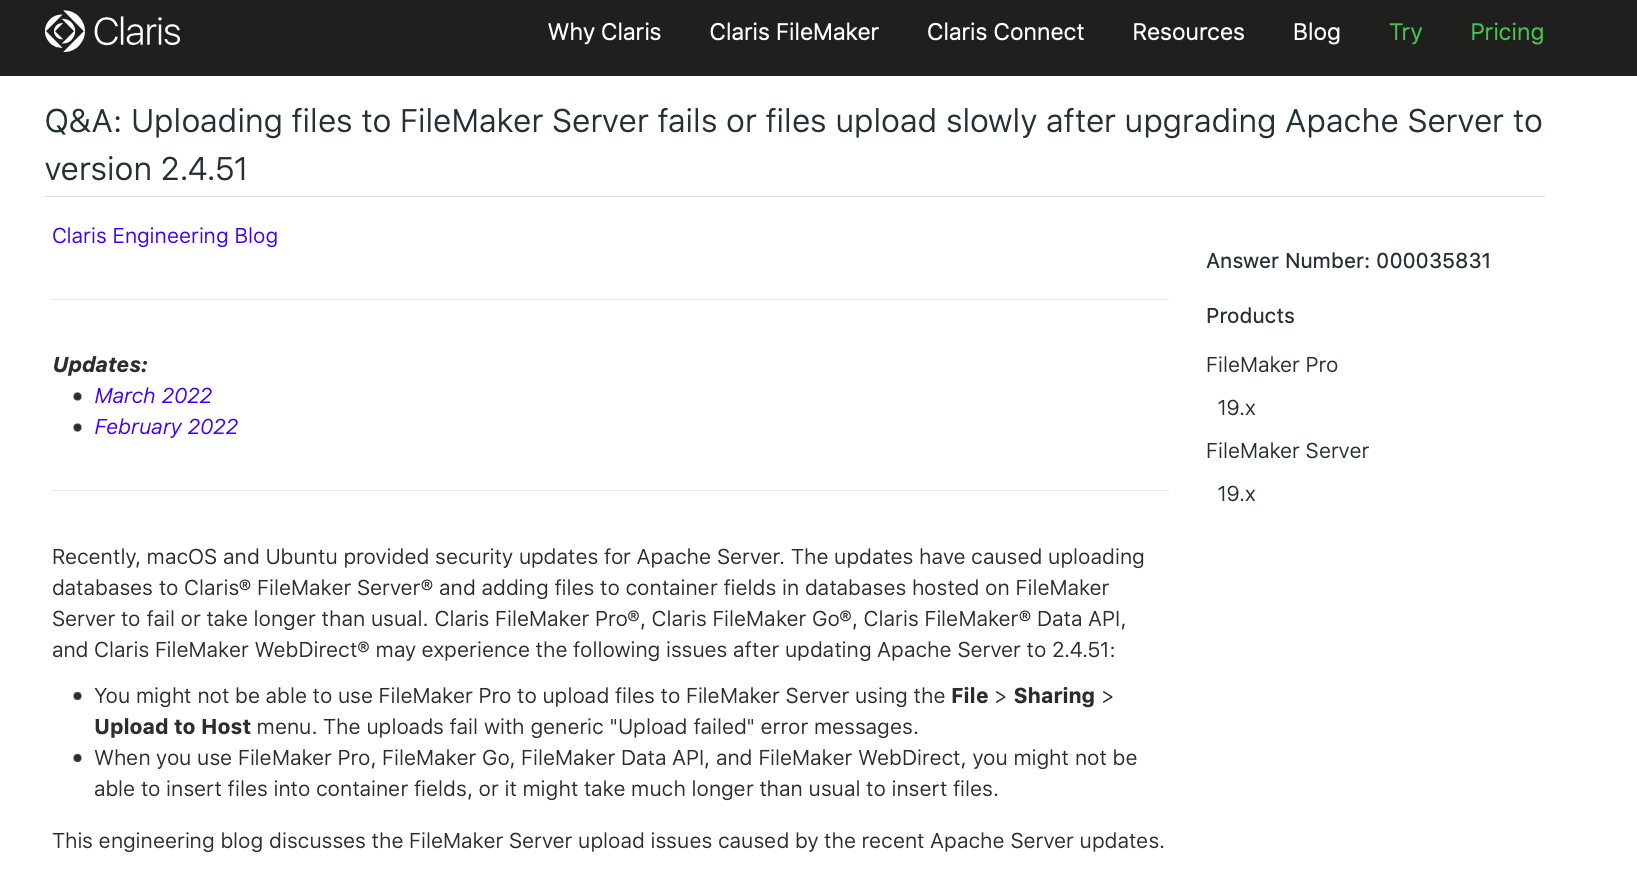 Claris
Why Claris
Claris FileMaker
Claris Connect
Resources
Blog
Try
Pricing
Q&A: Uploading files to FileMaker Server fails or files upload slowly after upgrading Apache Server to
version 2.4.51
Claris Engineering Blog
Updates:
March 2022
February 2022
Recently, macOS and Ubuntu provided security updates for Apache Server. The updates have caused uploading
databases to Claris® FileMaker Server® and adding files to container fields in databases hosted on FileMaker
Server to fail or take longer than usual. Claris FileMaker Pro®, Claris FileMaker Go®, Claris FileMaker® Data API,
and Claris FileMaker WebDirect® may experience the following issues after updating Apache Server to 2.4.51:
You might not be able to use FileMaker Pro to upload files to FileMaker Server using the File > Sharing >
Upload to Host menu. The uploads fail with generic "Upload failed" error messages.
When you use FileMaker Pro, FileMaker Go, FileMaker Data API, and FileMaker WebDirect, you might not be
able to insert files into container fields, or it might take much longer than usual to insert files.
This engineering blog discusses the FileMaker Server upload issues caused by the recent Apache Server updates.
Answer Number: 000035831
Products
FileMaker Pro
19.x
FileMaker Server
19.x